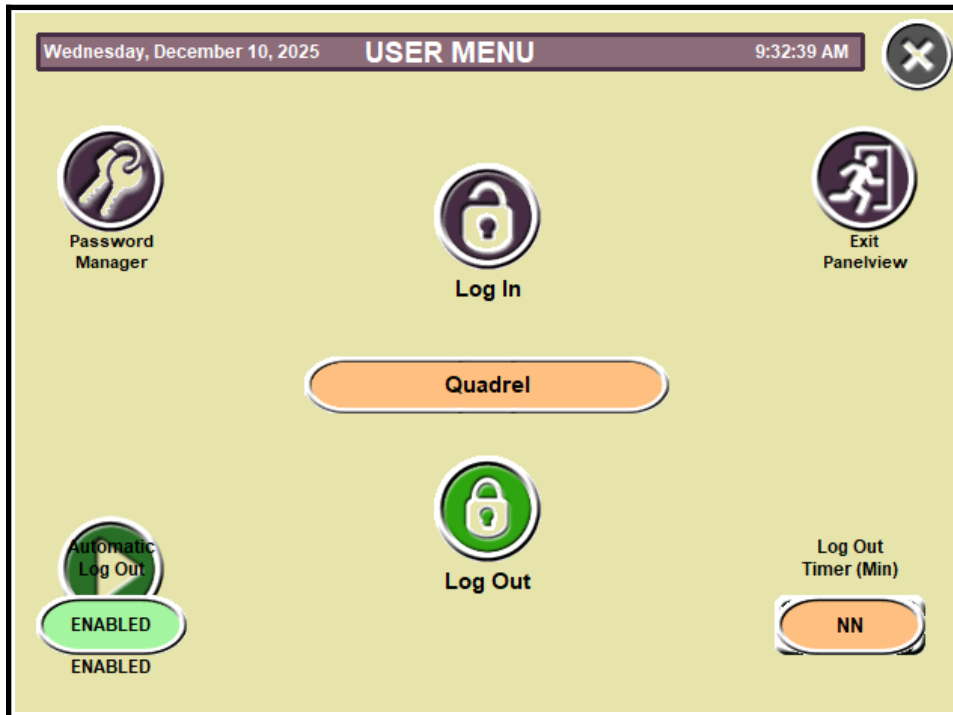 Wednesday, December 10, 2025 USER MENU 9:32:39 AM
Password
Manager
Log In
Exit
Panelview
Quadrel
Automatic
Log Out
ENABLED
ENABLED
Log Out
Log Out
Timer (Min)
NN